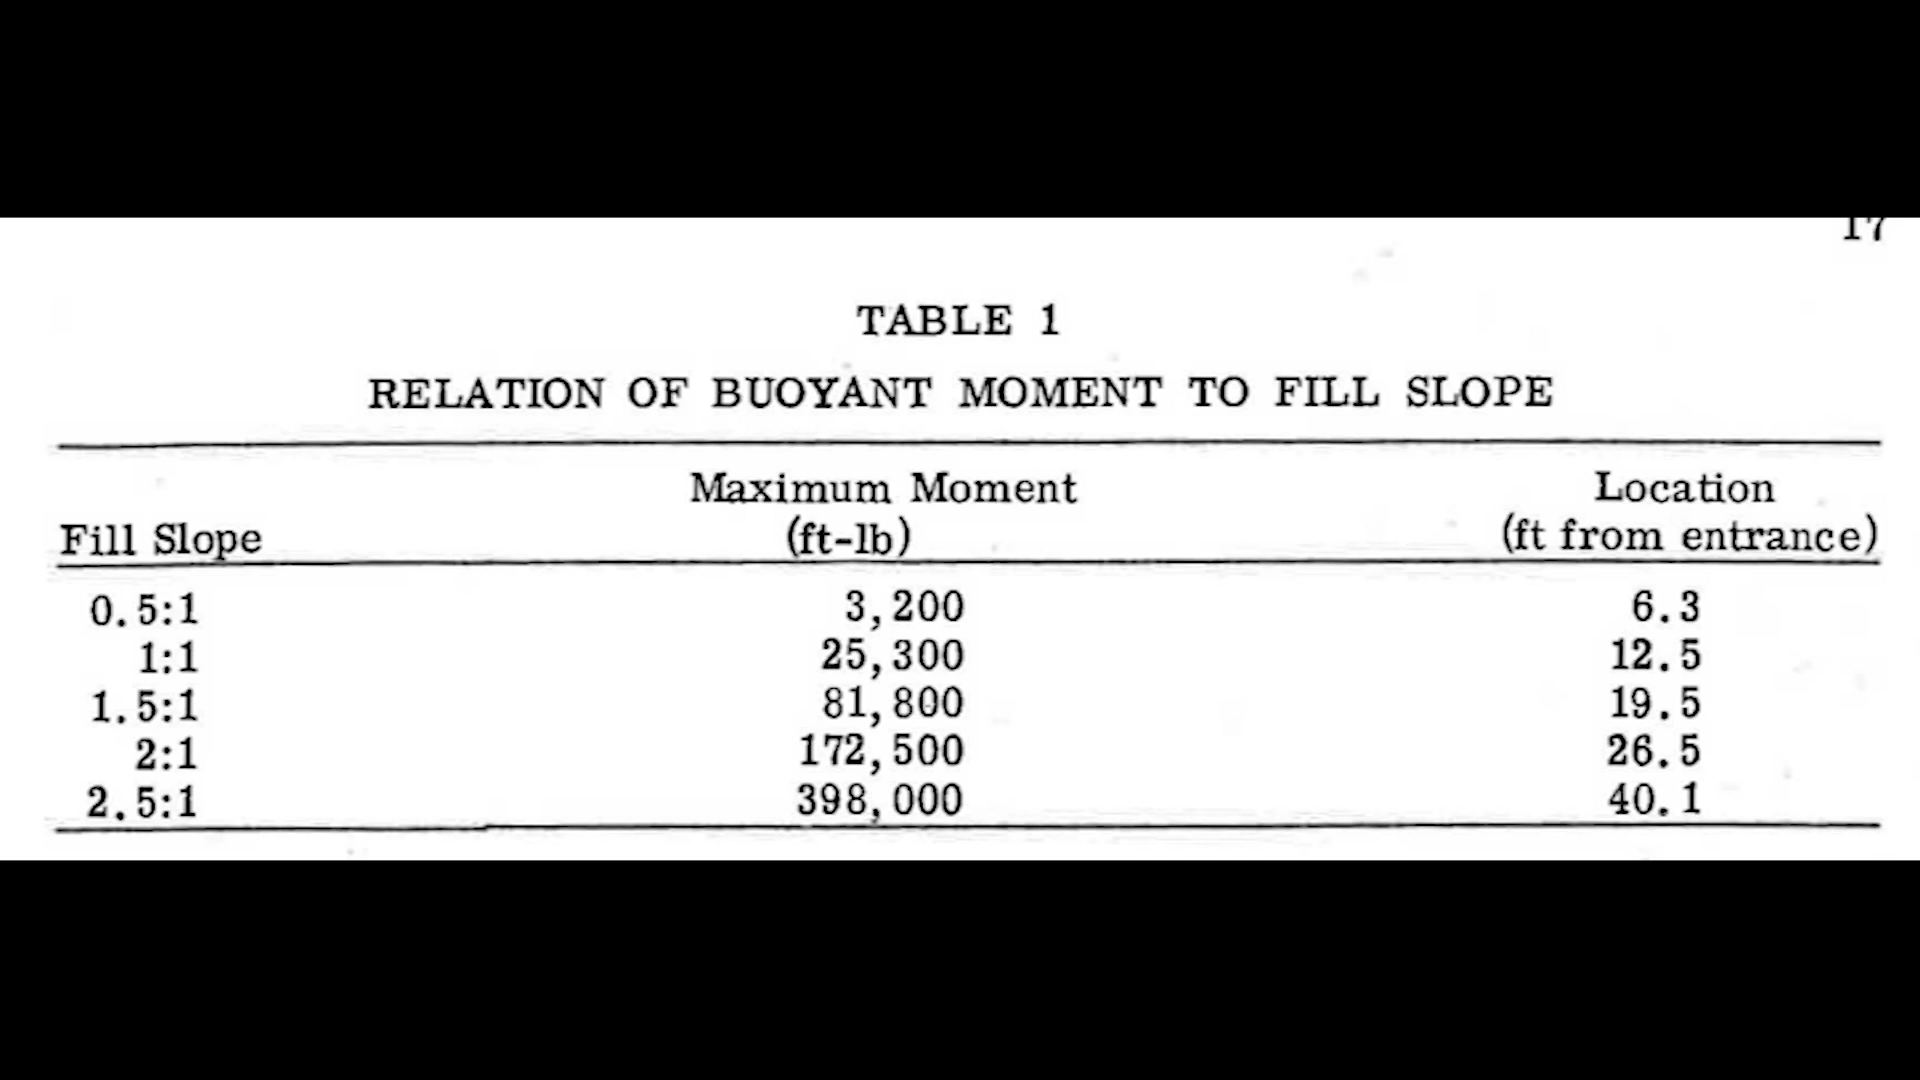 17
TABLE 1
RELATION OF BUOYANT MOMENT TO FILL SLOPE
Fill Slope Maximum Moment (ft-lb) Location (ft from entrance)
0.5:1 3,200 6.3
1:1 25,300 12.5
1.5:1 81,800 19.5
2:1 172,500 26.5
2.5:1 398,000 40.1